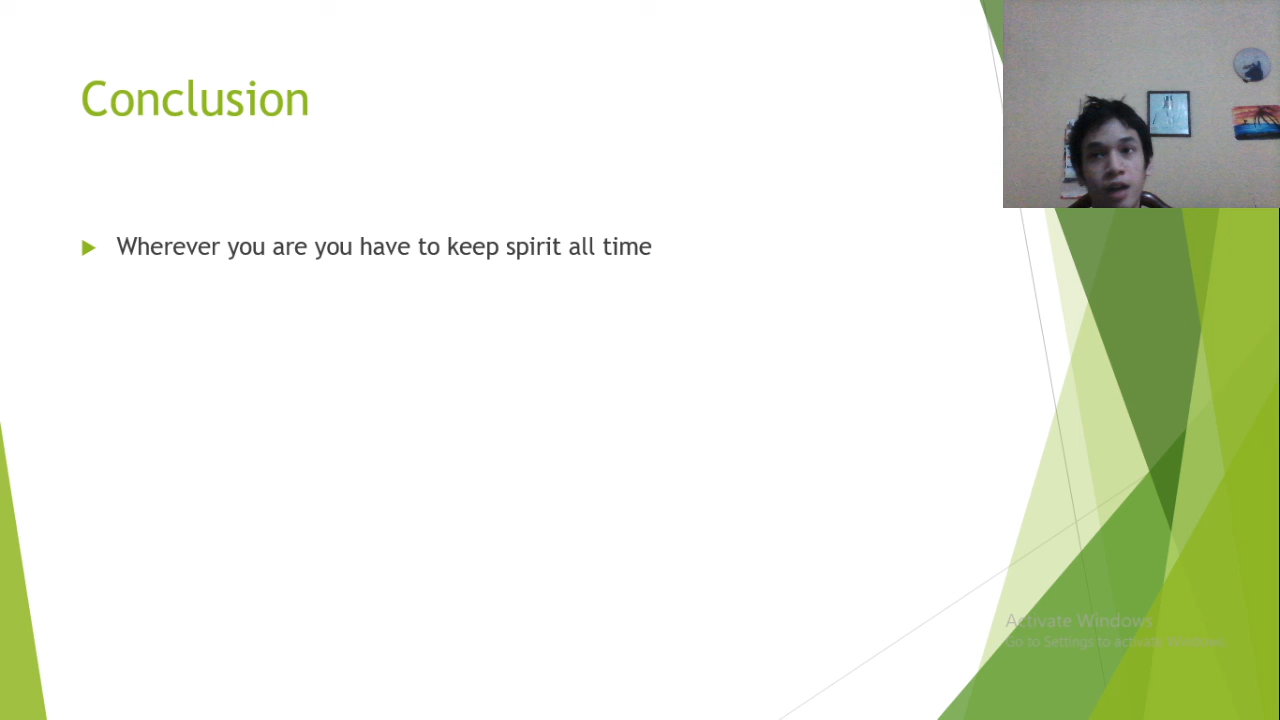 Conclusion
Wherever you are you have to keep spirit all time
Activate Windows
Go to Settings to activate Windows.